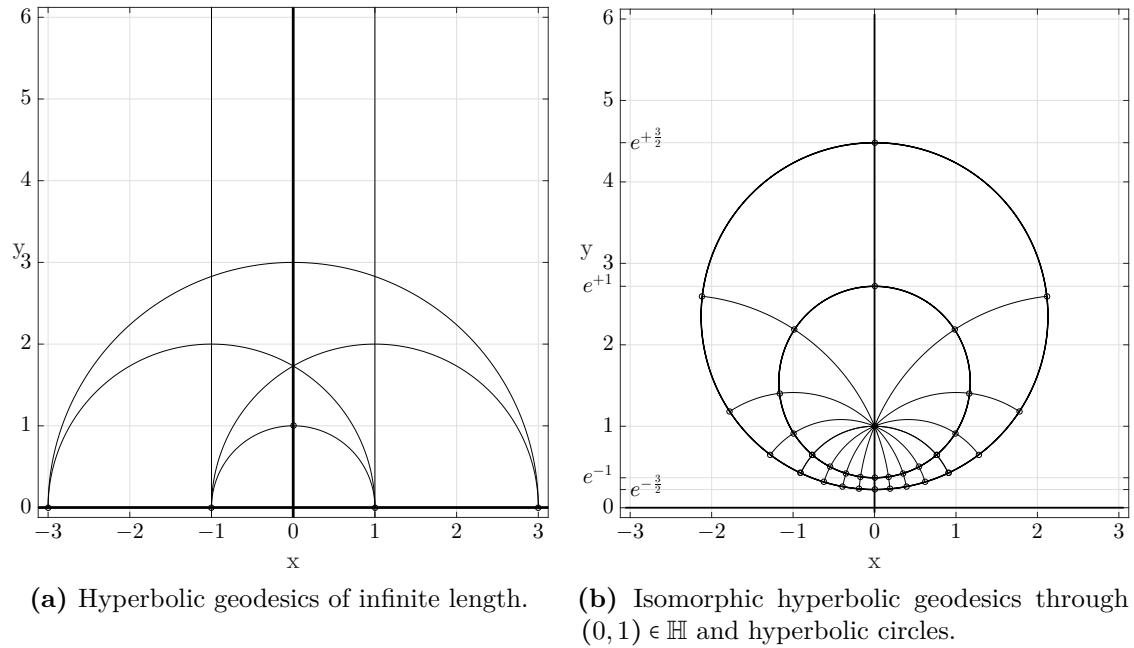 6
5
4
3
2
1
0
y
−3
−2
−1
0
1
2
3
x
(a) Hyperbolic geodesics of infinite length.
6
5
e^{+\frac{3}{2}}
4
y
3
e^{+1}
2
1
e^{-1}
e^{-\frac{3}{2}}
0
−3
−2
−1
0
1
2
3
x
(b) Isomorphic hyperbolic geodesics through
(0, 1) ∈ ℍ and hyperbolic circles.